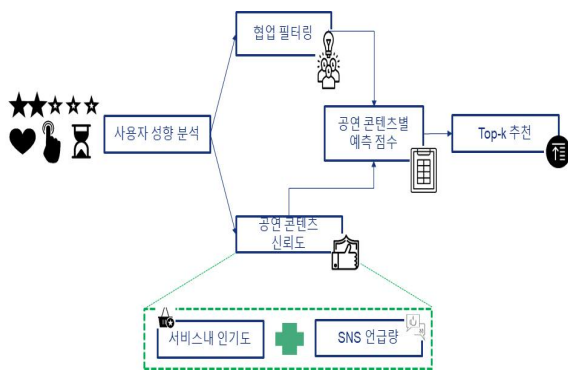 협업 필터링
사용자 성향 분석
공연 콘텐츠별
예측 점수
Top-k 추천
공연 콘텐츠
신뢰도
서비스내 인기도
SNS 언급량